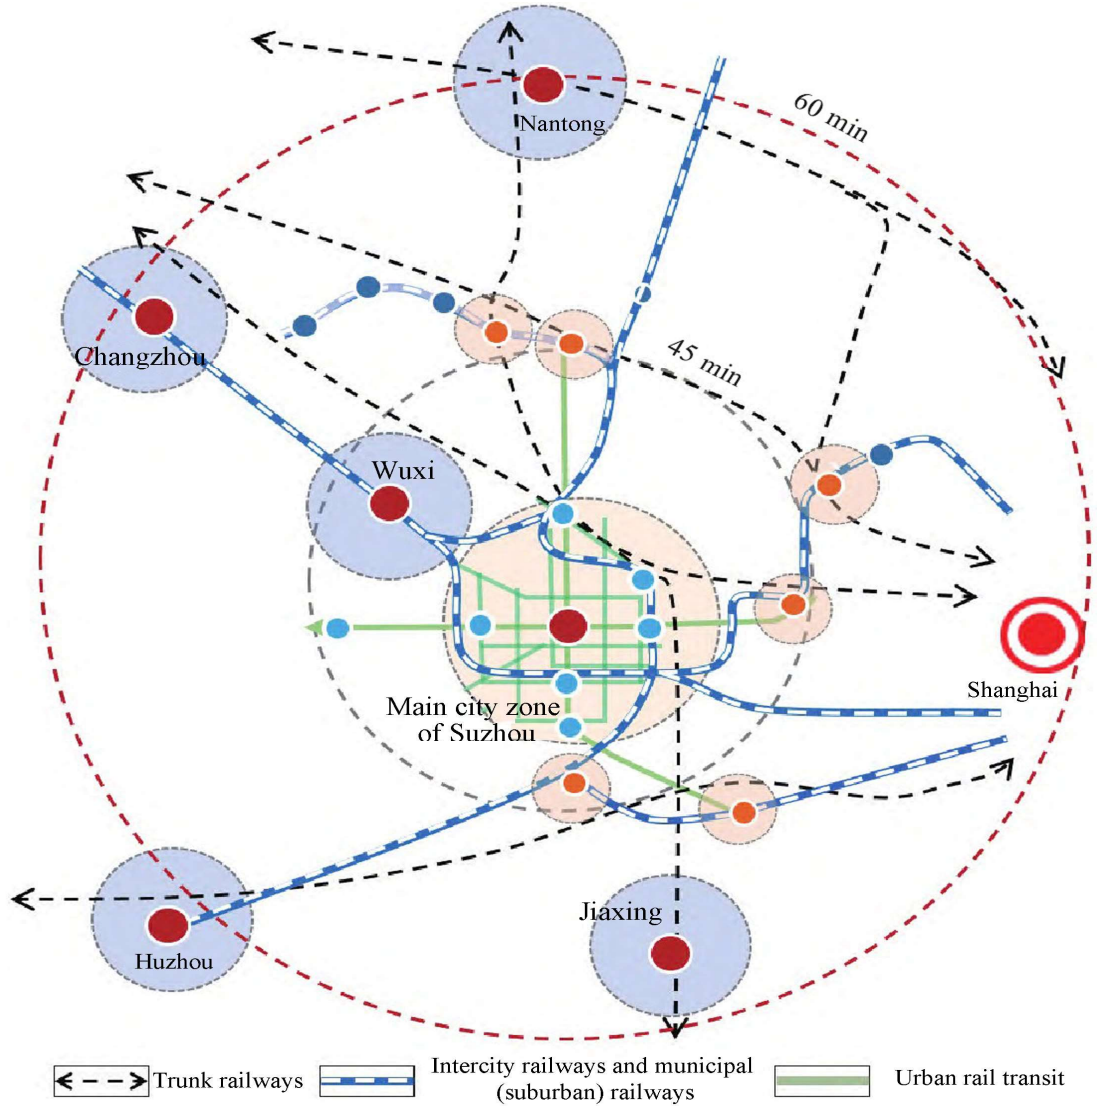 60 min
Nantong
45 min
Changzhou
Wuxi
Shanghai
Main city zone
of Suzhou
Jiaxing
Huzhou
Trunk railways
Intercity railways and municipal
(suburban) railways
Urban rail transit